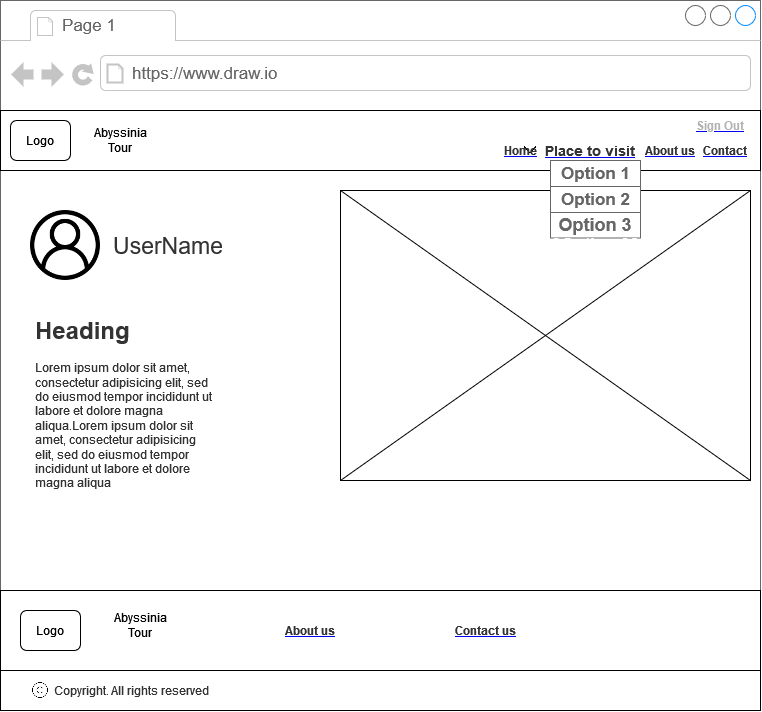 Page 1
https://www.draw.io
Logo
Abyssinia
Tour
Sign Out
Home
Place to visit
About us
Contact
Option 1
Option 2
Option 3
UserName
Heading
Lorem ipsum dolor sit amet,
consectetur adipisicing elit, sed
do eiusmod tempor incididunt ut
labore et dolore magna
aliqua.Lorem ipsum dolor sit
amet, consectetur adipisicing
elit, sed do eiusmod tempor
incididunt ut labore et dolore
magna aliqua
Logo
Abyssinia
Tour
About us
Contact us
© Copyright. All rights reserved